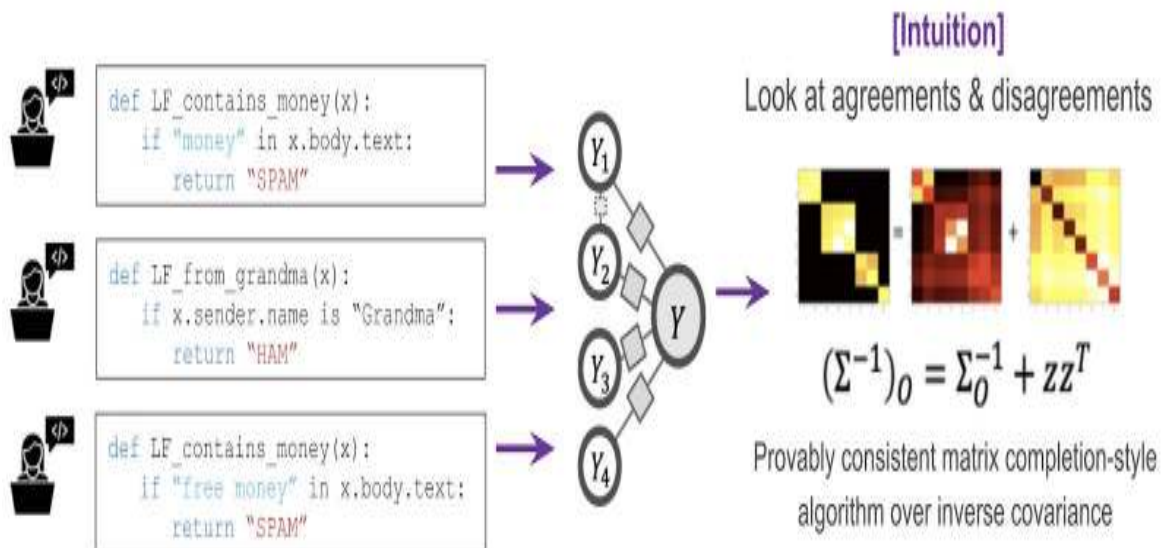 [Intuition]
Look at agreements & disagreements
</>
def LF_contains_money(x):
if "money" in x.body.text:
return "SPAM"
</>
def LF_from_grandma(x):
if x.sender.name is "Grandma":
return "HAM"
</>
def LF_contains_money(x):
if "free money" in x.body.text:
return "SPAM"
Y₁
Y₂
Y₃
Y₄
Y
= +
(Σ⁻¹)ₒ = Σₒ⁻¹ + zzᵀ
Provably consistent matrix completion-style
algorithm over inverse covariance